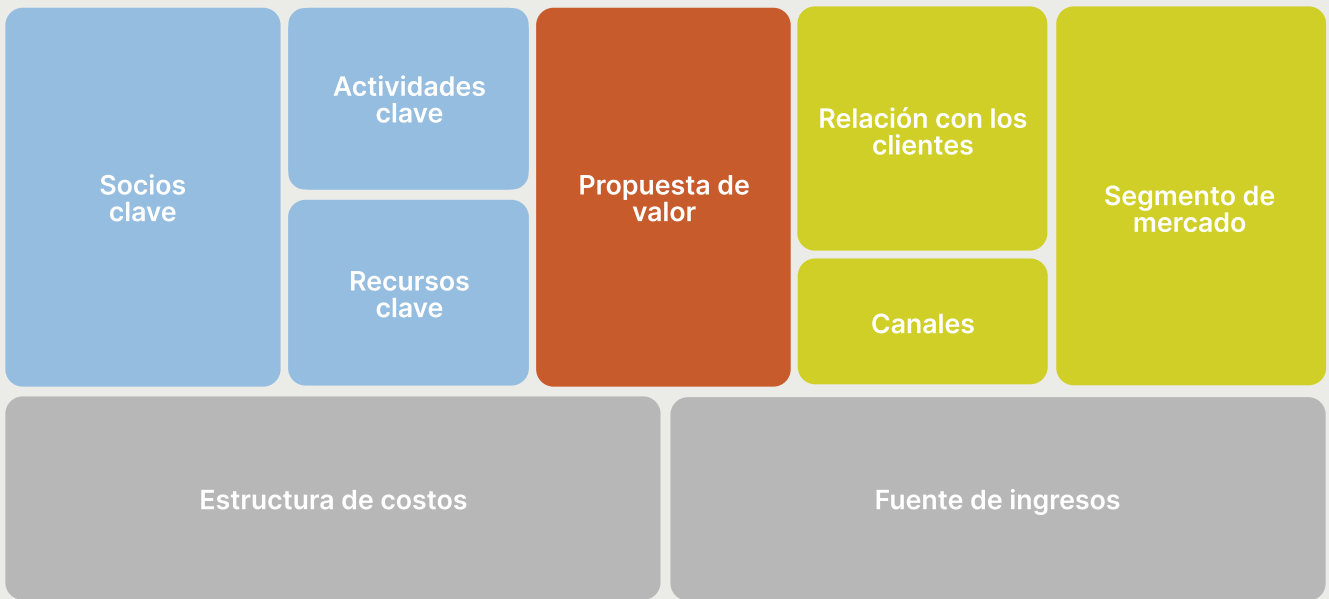 Socios
clave
Actividades
clave
Recursos
clave
Propuesta de
valor
Relación con los
clientes
Canales
Segmento de
mercado
Estructura de costos
Fuente de ingresos